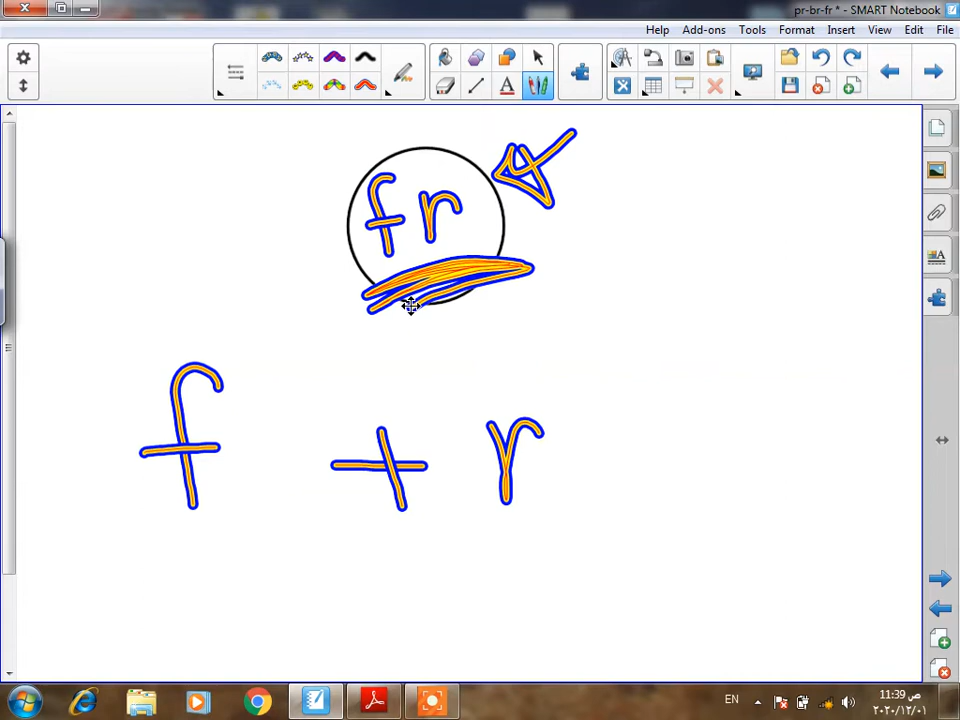 pr-br-fr * - SMART Notebook
Help Add-ons Tools Format Insert View Edit File
fr
f + r
EN
11:39 ص
٢٠٢٠/١٢/٠١